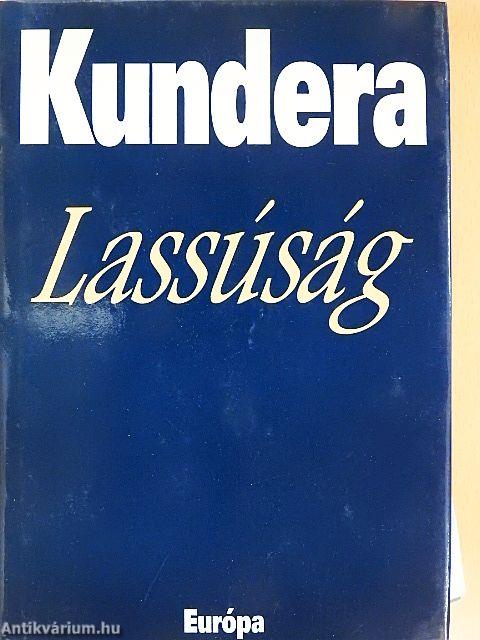 Kundera
Lassúság
Európa
Antikvárium.hu